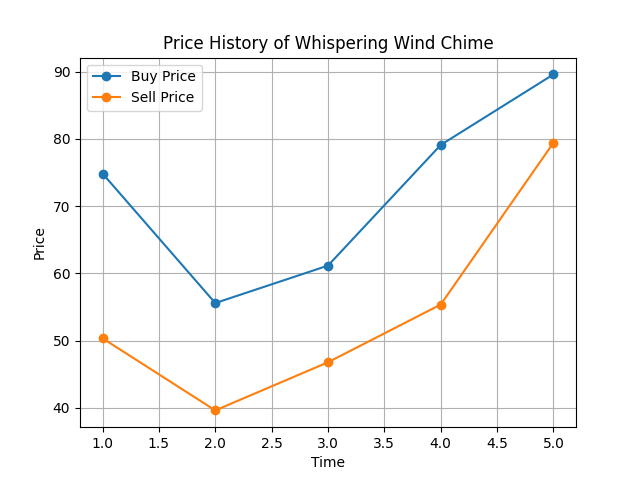 Price History of Whispering Wind Chime
Buy Price
Sell Price
90
80
70
60
50
40
Price
1.0 1.5 2.0 2.5 3.0 3.5 4.0 4.5 5.0
Time